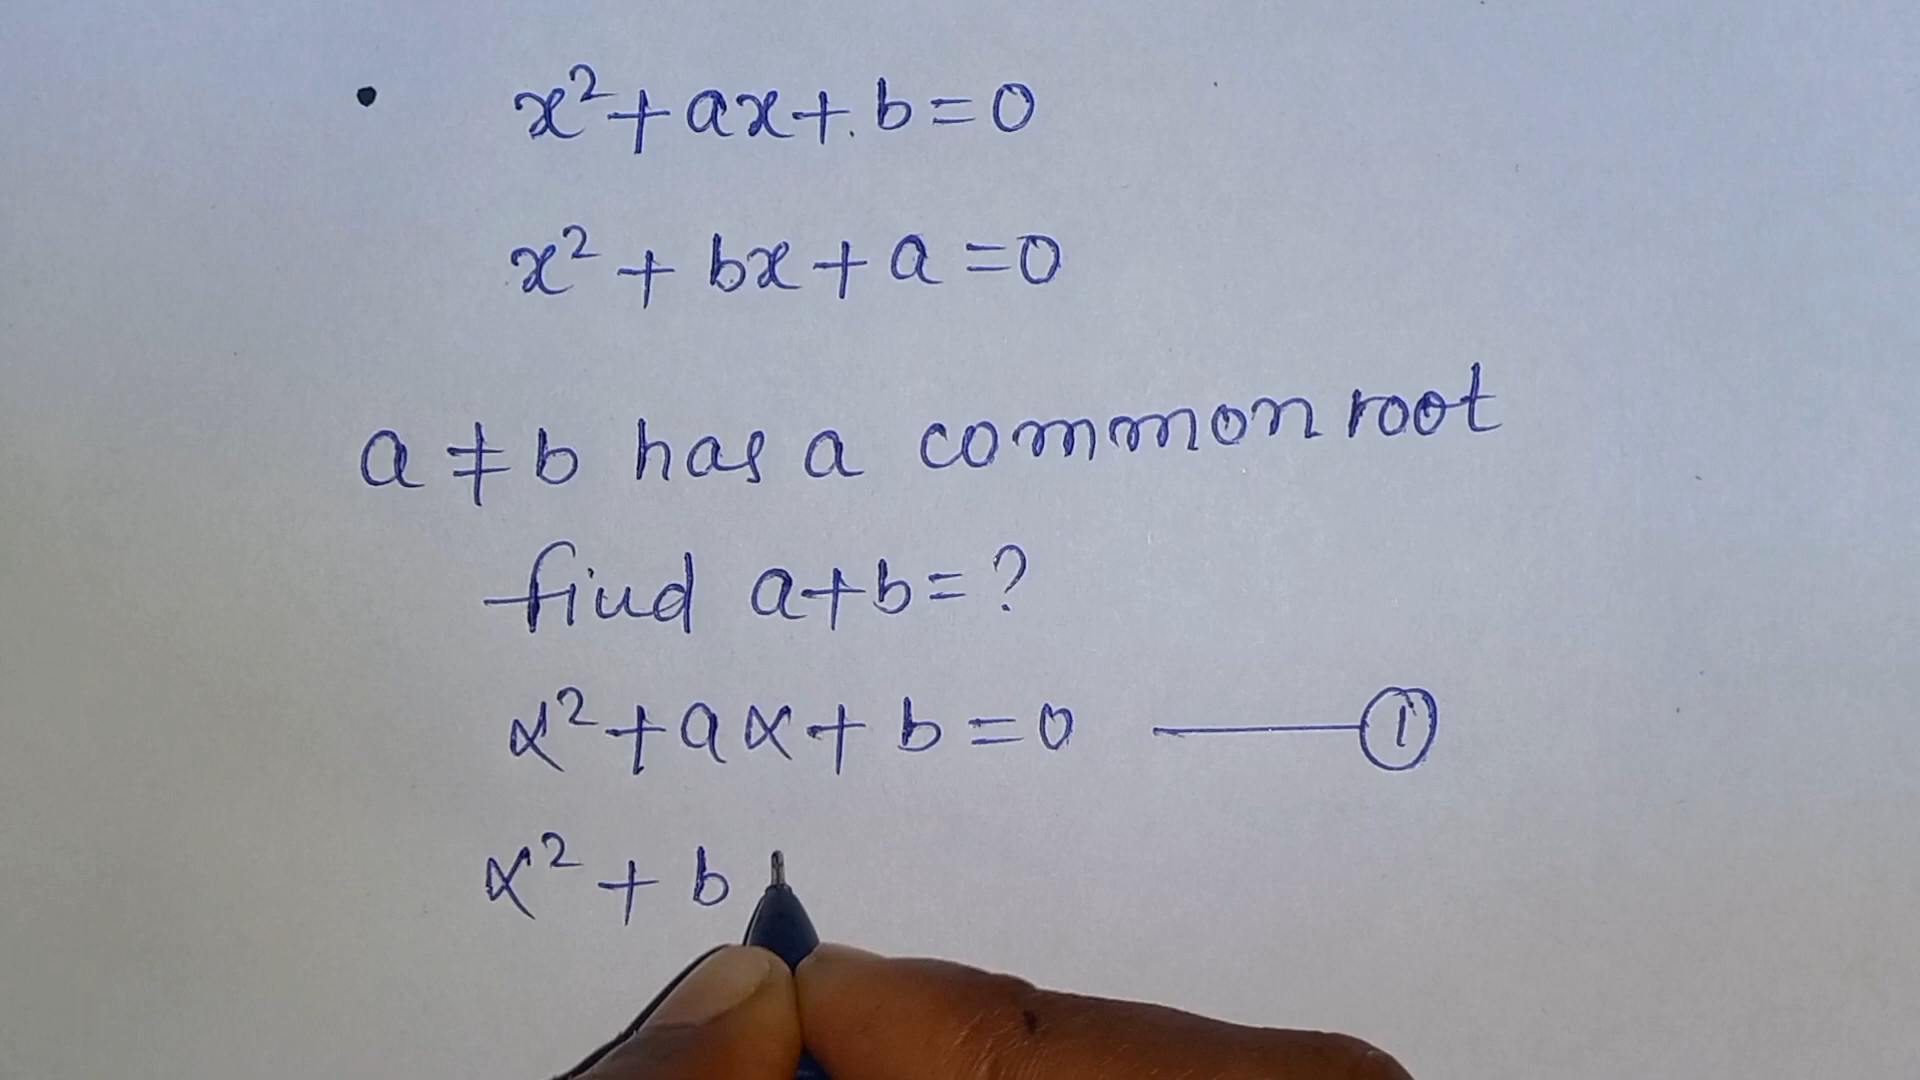 • x²+ax+b=0
x²+bx+a=0
a≠b has a common root
find a+b=?
α²+aα+b=0 —— ①
α²+b